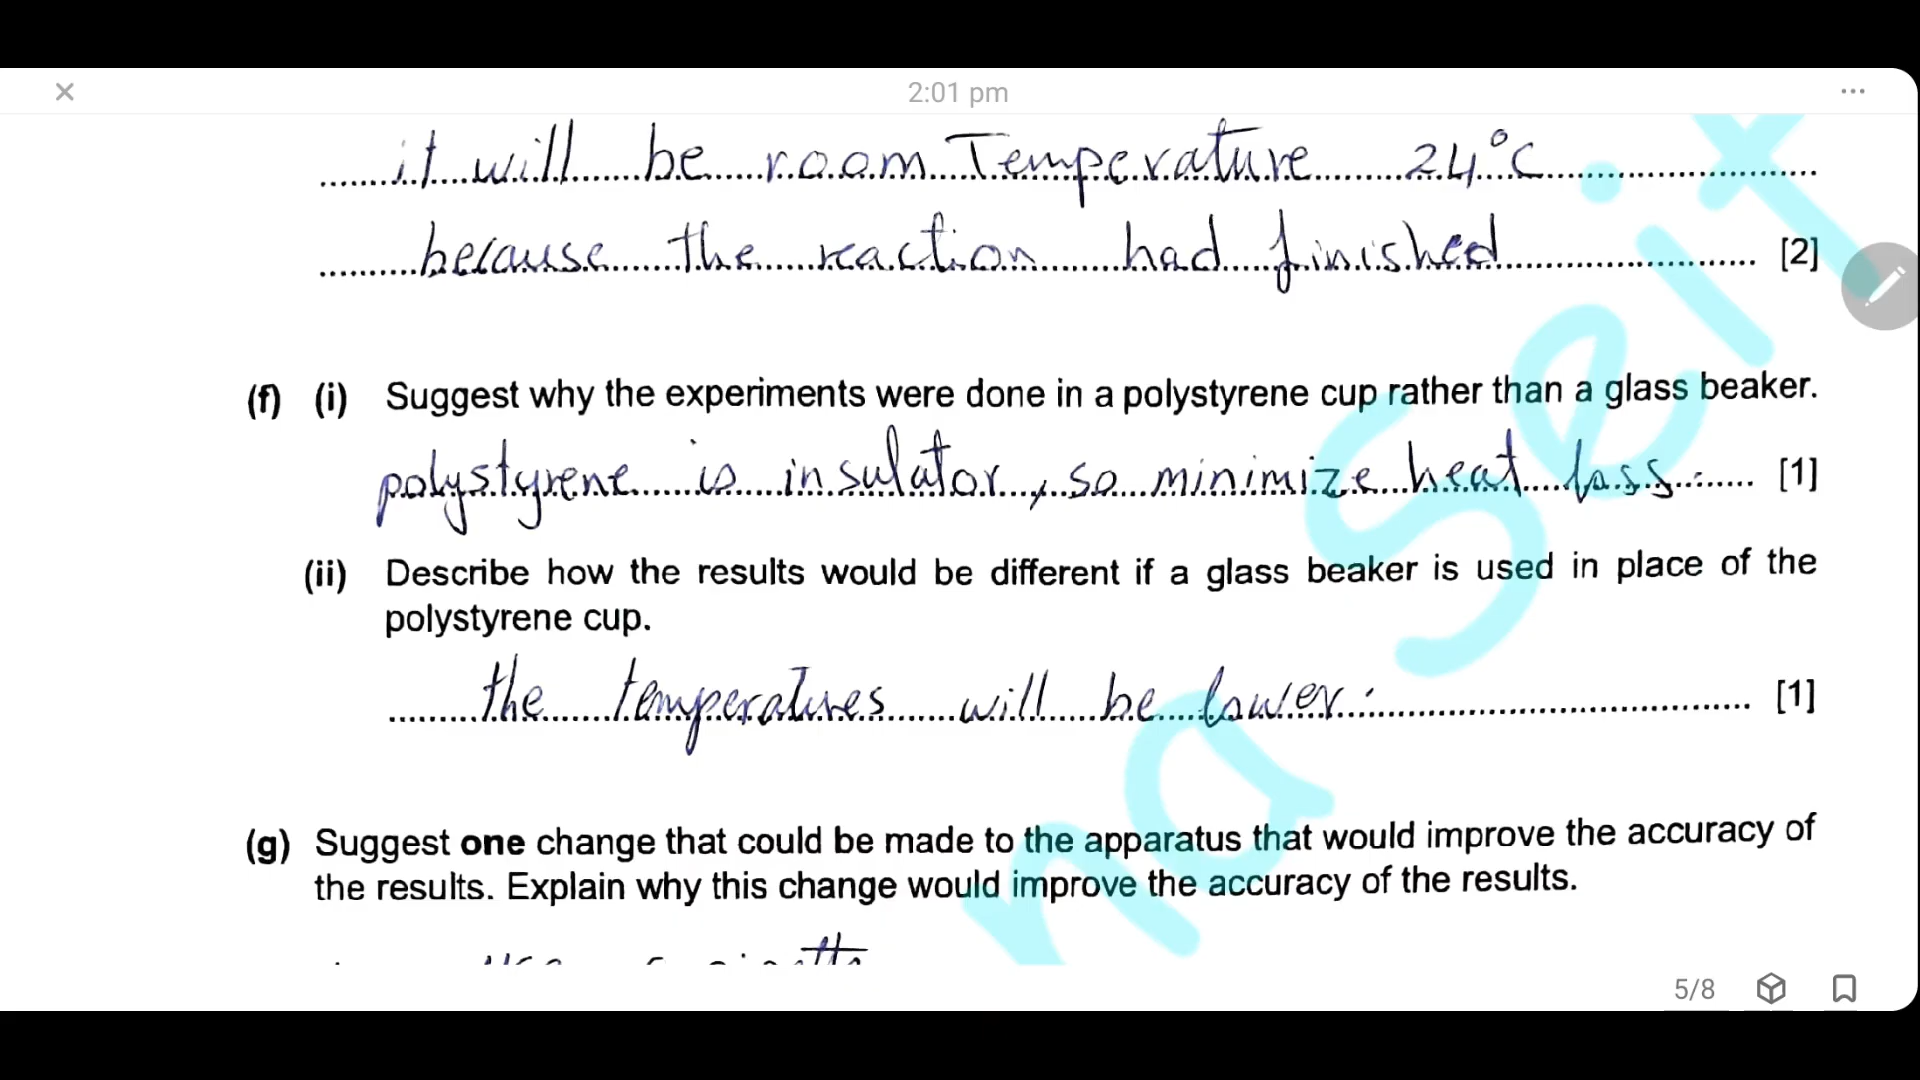 2:01 pm
it will be room Temperature 24°C
because the reaction had finished [2]
(f) (i) Suggest why the experiments were done in a polystyrene cup rather than a glass beaker.
polystyrene is insulator, so minimize heat loss. [1]
(ii) Describe how the results would be different if a glass beaker is used in place of the
polystyrene cup.
the temperatures will be lower. [1]
(g) Suggest one change that could be made to the apparatus that would improve the accuracy of
the results. Explain why this change would improve the accuracy of the results.
5/8